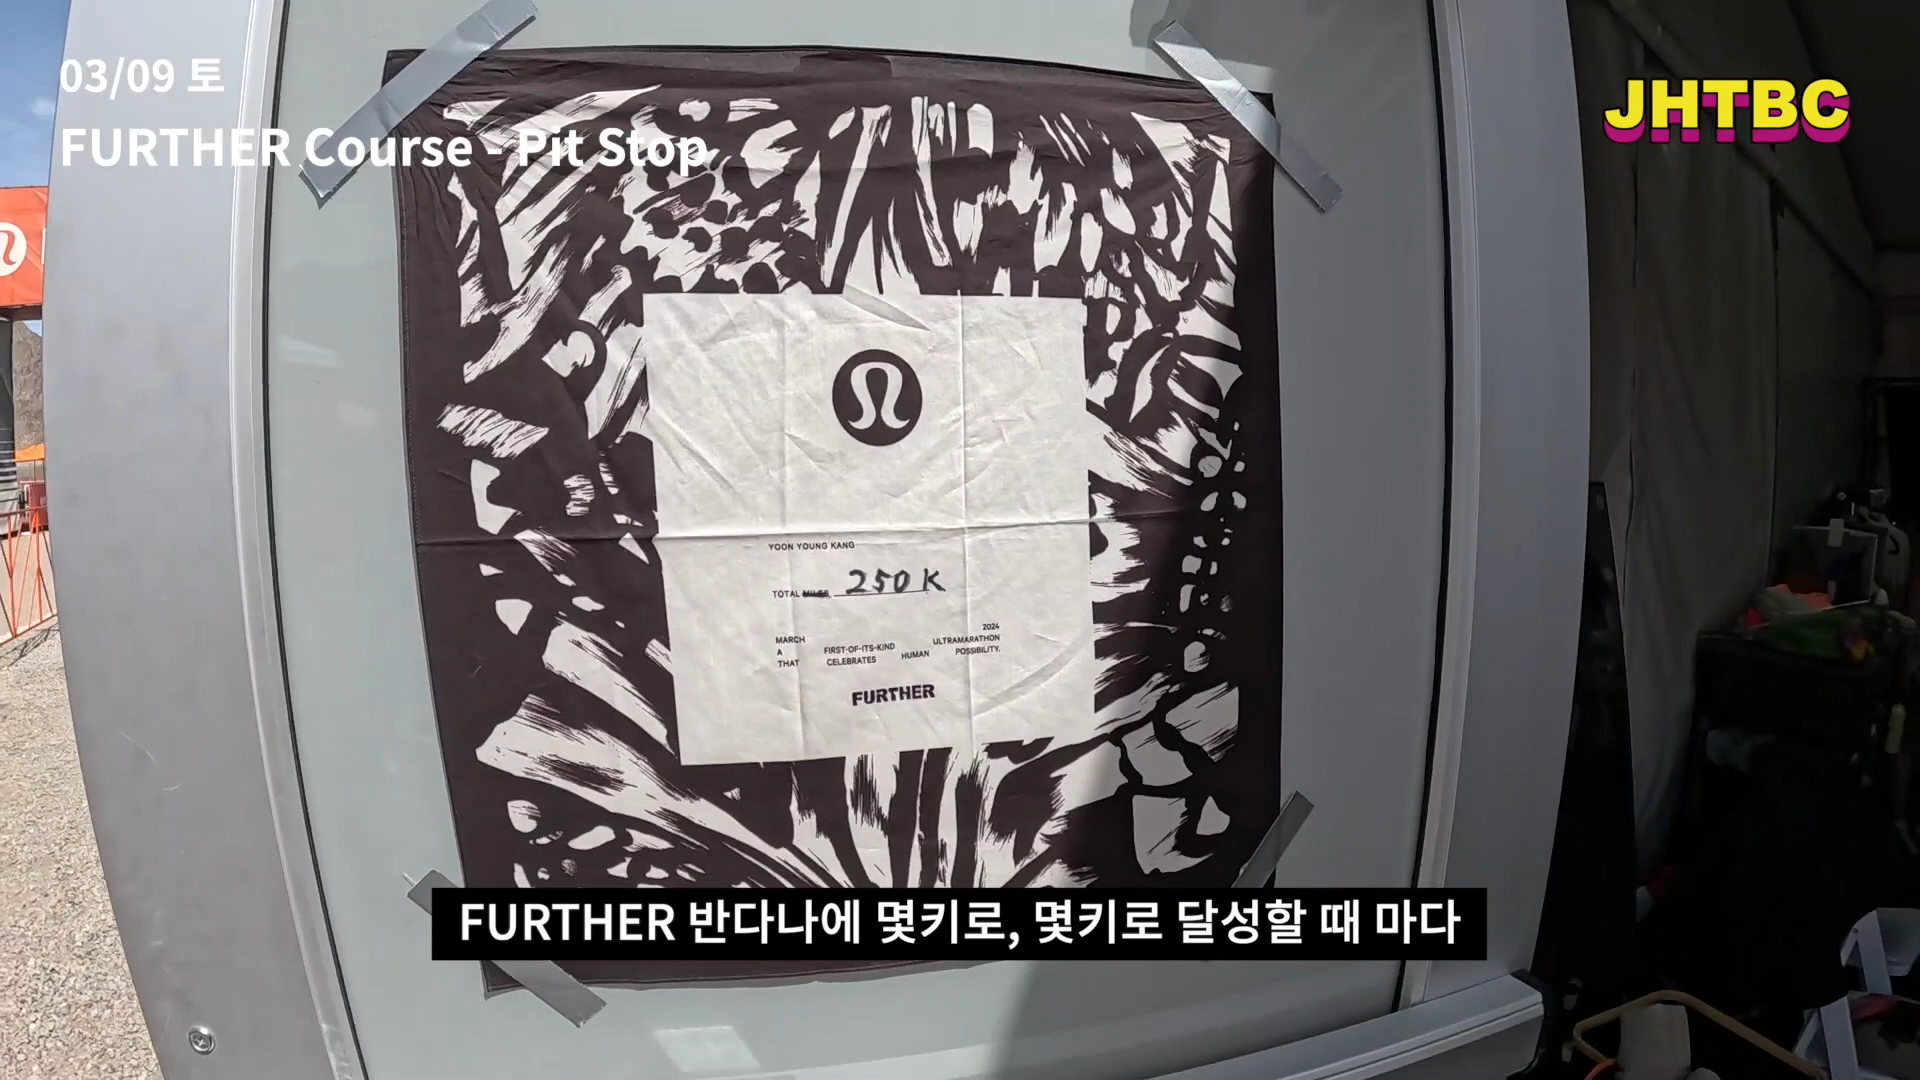 03/09 토
FURTHER Course - Pit Stop
JHTBC
YOON YOUNG KANG
TOTAL MILES 250K
MARCH 2024
A FIRST-OF-ITS-KIND ULTRAMARATHON
THAT CELEBRATES HUMAN POSSIBILITY.
FURTHER
FURTHER 반다나에 몇키로, 몇키로 달성할 때 마다